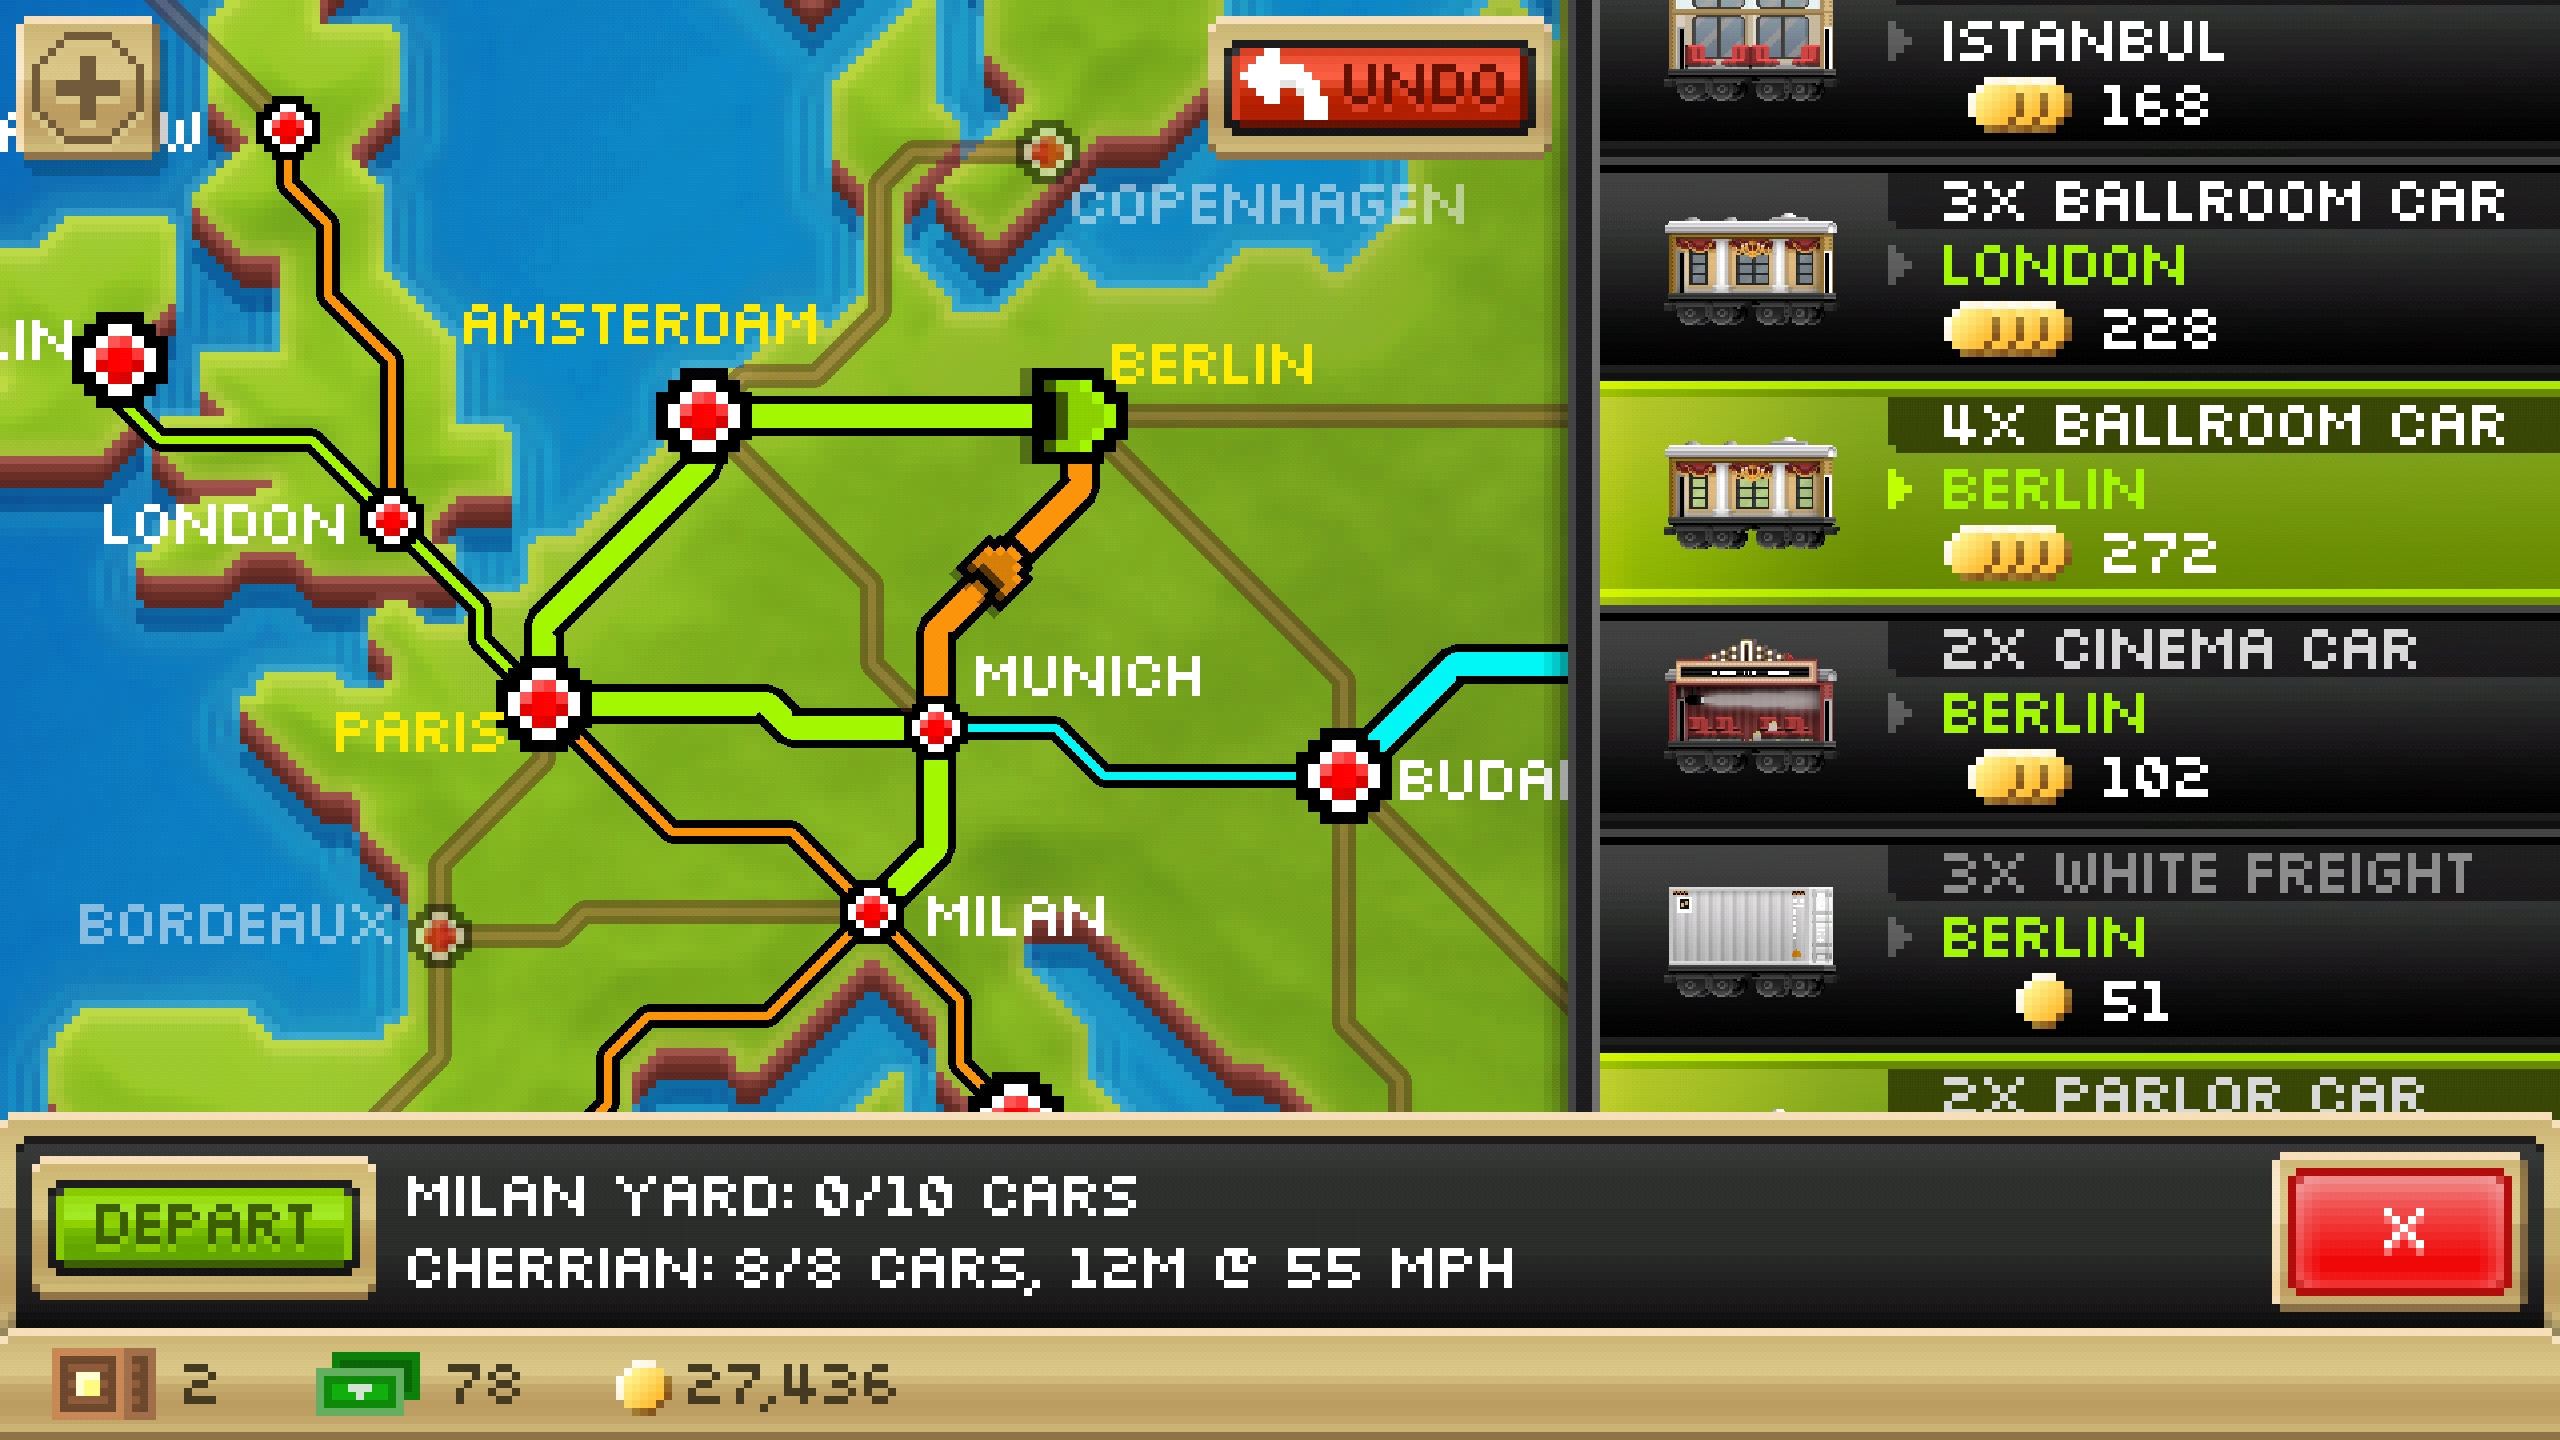 W
UNDO
COPENHAGEN
AMSTERDAM
BERLIN
LIN
LONDON
MUNICH
PARIS
BUDA
BORDEAUX
MILAN
ISTANBUL
168
3X BALLROOM CAR
LONDON
228
4X BALLROOM CAR
BERLIN
272
2X CINEMA CAR
BERLIN
102
3X WHITE FREIGHT
BERLIN
51
2X PARLOR CAR
DEPART
MILAN YARD: 0/10 CARS
CHERRIAN: 8/8 CARS, 12M @ 55 MPH
X
2
78
27,436